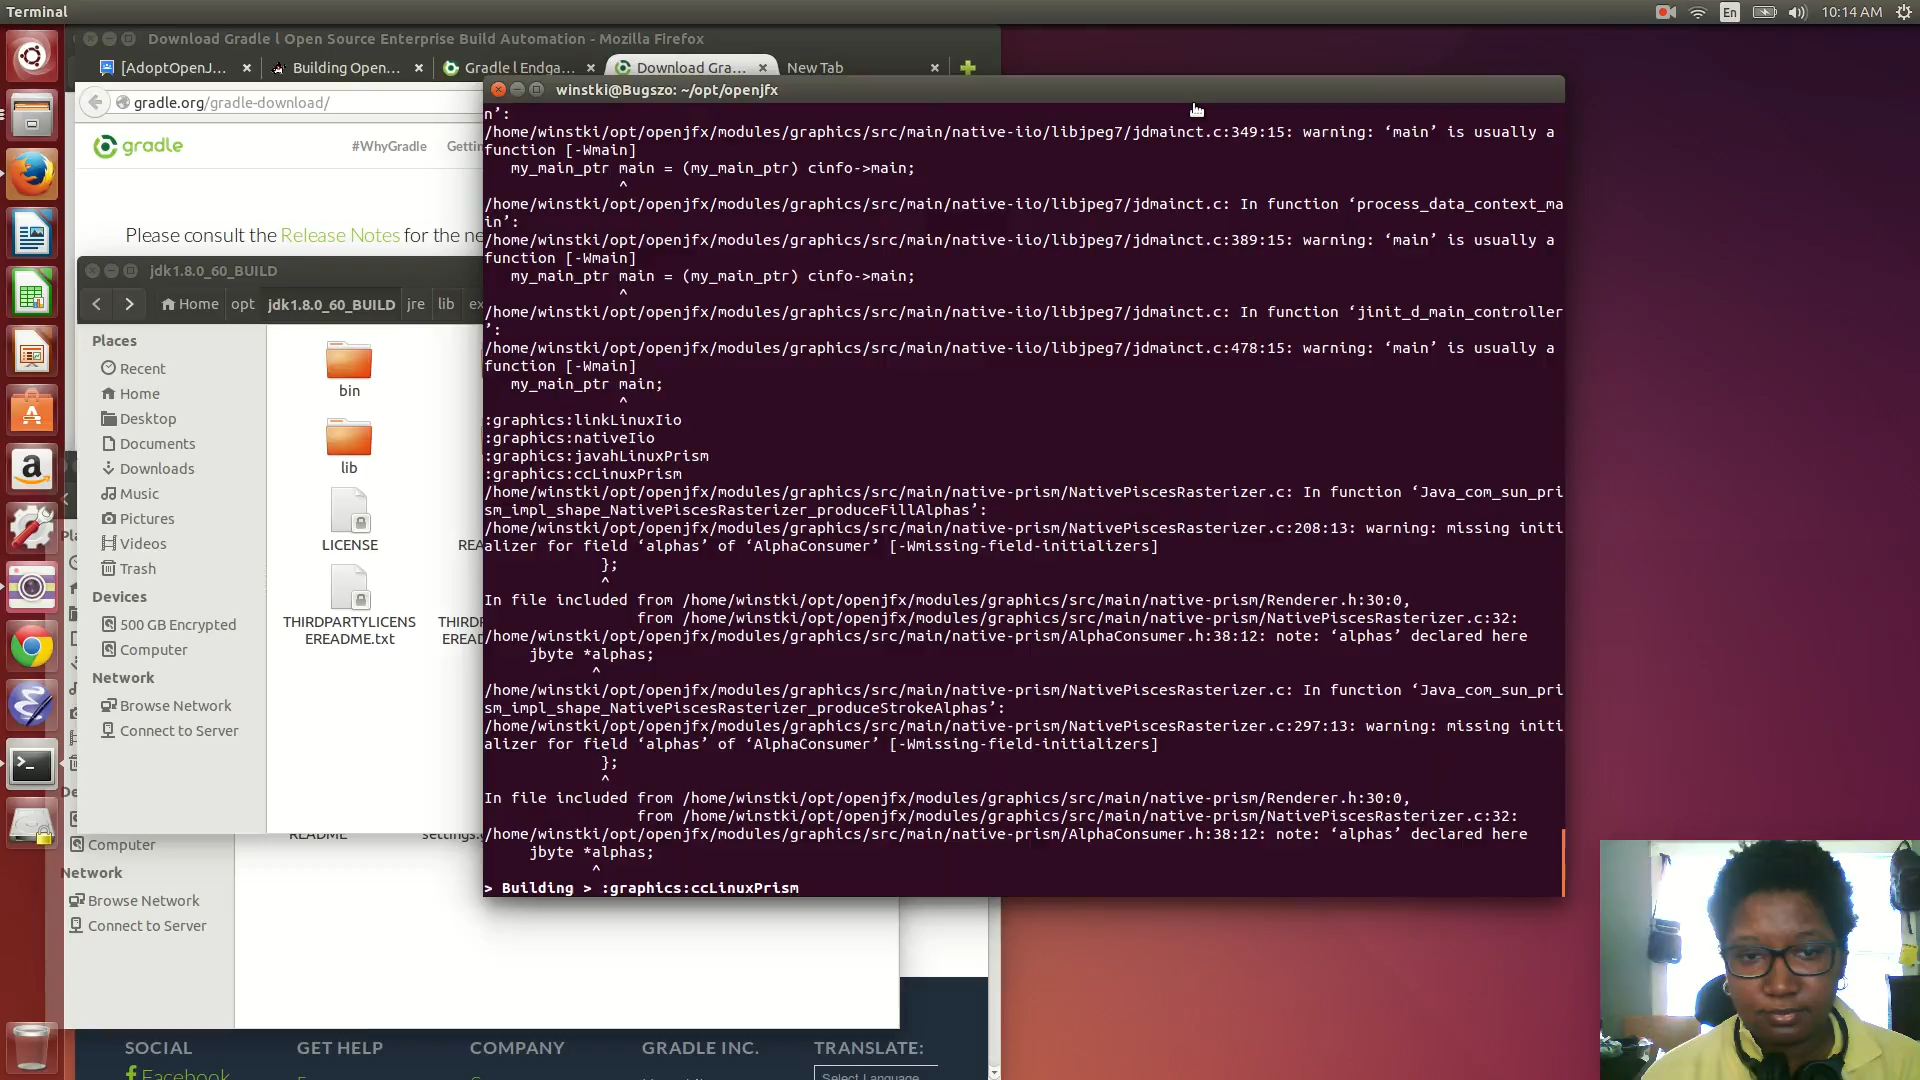 Terminal
En
10:14 AM
Download Gradle l Open Source Enterprise Build Automation - Mozilla Firefox
[AdoptOpenJ...
Building Open...
Gradle l Endga...
Download Gra...
New Tab
gradle.org/gradle-download/
gradle
#WhyGradle
Please consult the Release Notes for the
jdk1.8.0_60_BUILD
Home
opt
jdk1.8.0_60_BUILD
jre
lib
Places
Recent
Home
Desktop
Documents
Downloads
Music
Pictures
Videos
Trash
Devices
500 GB Encrypted
Computer
Network
Browse Network
Connect to Server
bin
lib
LICENSE
THIRDPARTYLICENS
EREADME.txt
README
Computer
Network
Browse Network
Connect to Server
winstki@Bugszo: ~/opt/openjfx
n’:
/home/winstki/opt/openjfx/modules/graphics/src/main/native-iio/libjpeg7/jdmainct.c:349:15: warning: ‘main’ is usually a
function [-Wmain]
my_main_ptr main = (my_main_ptr) cinfo->main;
^
/home/winstki/opt/openjfx/modules/graphics/src/main/native-iio/libjpeg7/jdmainct.c: In function ‘process_data_context_ma
in’:
/home/winstki/opt/openjfx/modules/graphics/src/main/native-iio/libjpeg7/jdmainct.c:389:15: warning: ‘main’ is usually a
function [-Wmain]
my_main_ptr main = (my_main_ptr) cinfo->main;
^
/home/winstki/opt/openjfx/modules/graphics/src/main/native-iio/libjpeg7/jdmainct.c: In function ‘jinit_d_main_controller
’:
/home/winstki/opt/openjfx/modules/graphics/src/main/native-iio/libjpeg7/jdmainct.c:478:15: warning: ‘main’ is usually a
function [-Wmain]
my_main_ptr main;
^
:graphics:linkLinuxIio
:graphics:nativeIio
:graphics:javahLinuxPrism
:graphics:ccLinuxPrism
/home/winstki/opt/openjfx/modules/graphics/src/main/native-prism/NativePiscesRasterizer.c: In function ‘Java_com_sun_pri
sm_impl_shape_NativePiscesRasterizer_produceFillAlphas’:
/home/winstki/opt/openjfx/modules/graphics/src/main/native-prism/NativePiscesRasterizer.c:208:13: warning: missing initi
alizer for field ‘alphas’ of ‘AlphaConsumer’ [-Wmissing-field-initializers]
};
^
In file included from /home/winstki/opt/openjfx/modules/graphics/src/main/native-prism/Renderer.h:30:0,
from /home/winstki/opt/openjfx/modules/graphics/src/main/native-prism/NativePiscesRasterizer.c:32:
/home/winstki/opt/openjfx/modules/graphics/src/main/native-prism/AlphaConsumer.h:38:12: note: ‘alphas’ declared here
jbyte *alphas;
^
/home/winstki/opt/openjfx/modules/graphics/src/main/native-prism/NativePiscesRasterizer.c: In function ‘Java_com_sun_pri
sm_impl_shape_NativePiscesRasterizer_produceStrokeAlphas’:
/home/winstki/opt/openjfx/modules/graphics/src/main/native-prism/NativePiscesRasterizer.c:297:13: warning: missing initi
alizer for field ‘alphas’ of ‘AlphaConsumer’ [-Wmissing-field-initializers]
};
^
In file included from /home/winstki/opt/openjfx/modules/graphics/src/main/native-prism/Renderer.h:30:0,
from /home/winstki/opt/openjfx/modules/graphics/src/main/native-prism/NativePiscesRasterizer.c:32:
/home/winstki/opt/openjfx/modules/graphics/src/main/native-prism/AlphaConsumer.h:38:12: note: ‘alphas’ declared here
jbyte *alphas;
^
> Building > :graphics:ccLinuxPrism
SOCIAL
GET HELP
COMPANY
GRADLE INC.
TRANSLATE:
Facebook
Select Language